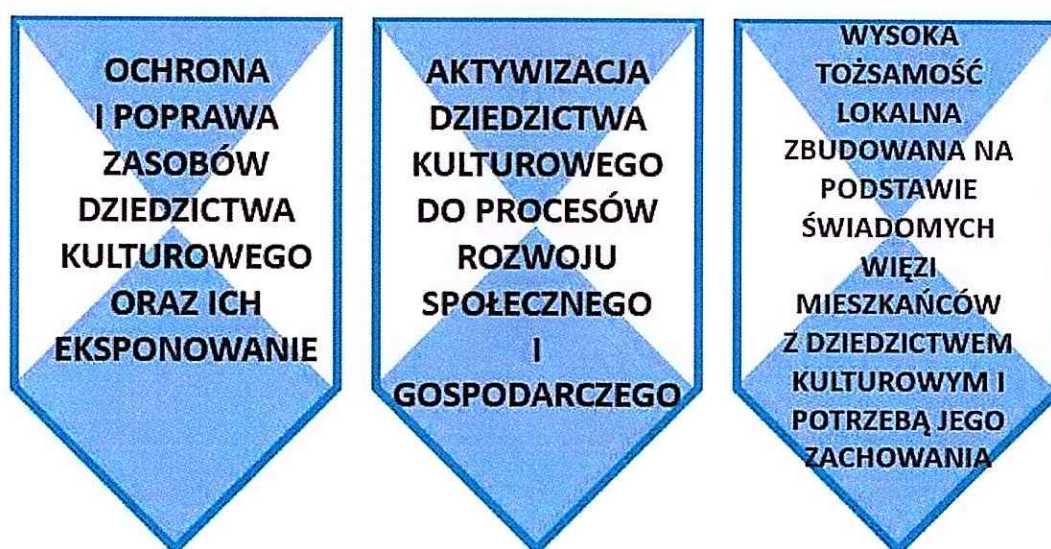 OCHRONA
I POPRAWA
ZASOBÓW
DZIEDZICTWA
KULTUROWEGO
ORAZ ICH
EKSPONOWANIE
AKTYWIZACJA
DZIEDZICTWA
KULTUROWEGO
DO PROCESÓW
ROZWOJU
SPOŁECZNEGO
I
GOSPODARCZEGO
WYSOKA
TOŻSAMOŚĆ
LOKALNA
ZBUDOWANA NA
PODSTAWIE
ŚWIADOMYCH
WIĘZI
MIESZKAŃCÓW
Z DZIEDZICTWEM
KULTUROWYM I
POTRZEBĄ JEGO
ZACHOWANIA